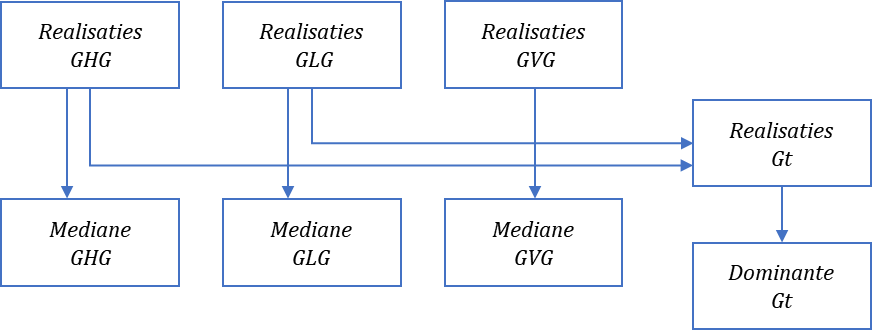 Realisaties
GHG
Realisaties
GLG
Realisaties
GVG
Realisaties
Gt
Mediane
GHG
Mediane
GLG
Mediane
GVG
Dominante
Gt